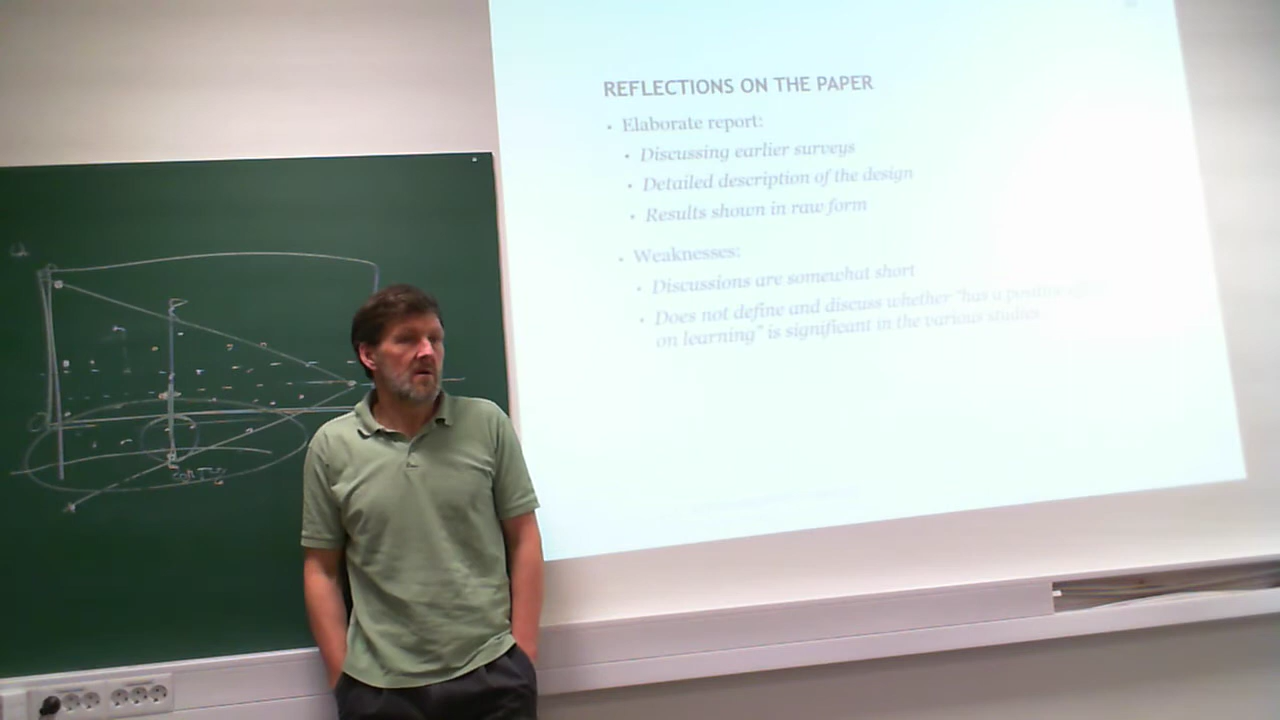 REFLECTIONS ON THE PAPER
• Elaborate report:
• Discussing earlier surveys
• Detailed description of the design
• Results shown in raw form
• Weaknesses:
• Discussions are somewhat short
• Does not define and discuss whether "has a positive effect
on learning" is significant in the various studies